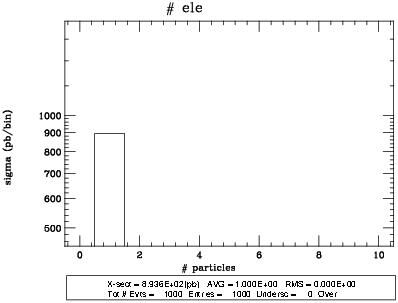 # ele
sigma (pb/bin)
1000
900
800
700
600
500
0 2 4 6 8 10
# particles
X-sect = 8.936E+02(pb) AVG = 1.000E+00 RMS = 0.000E+00
Tot # Evts = 1000 Entries = 1000 Undersc = 0 Over